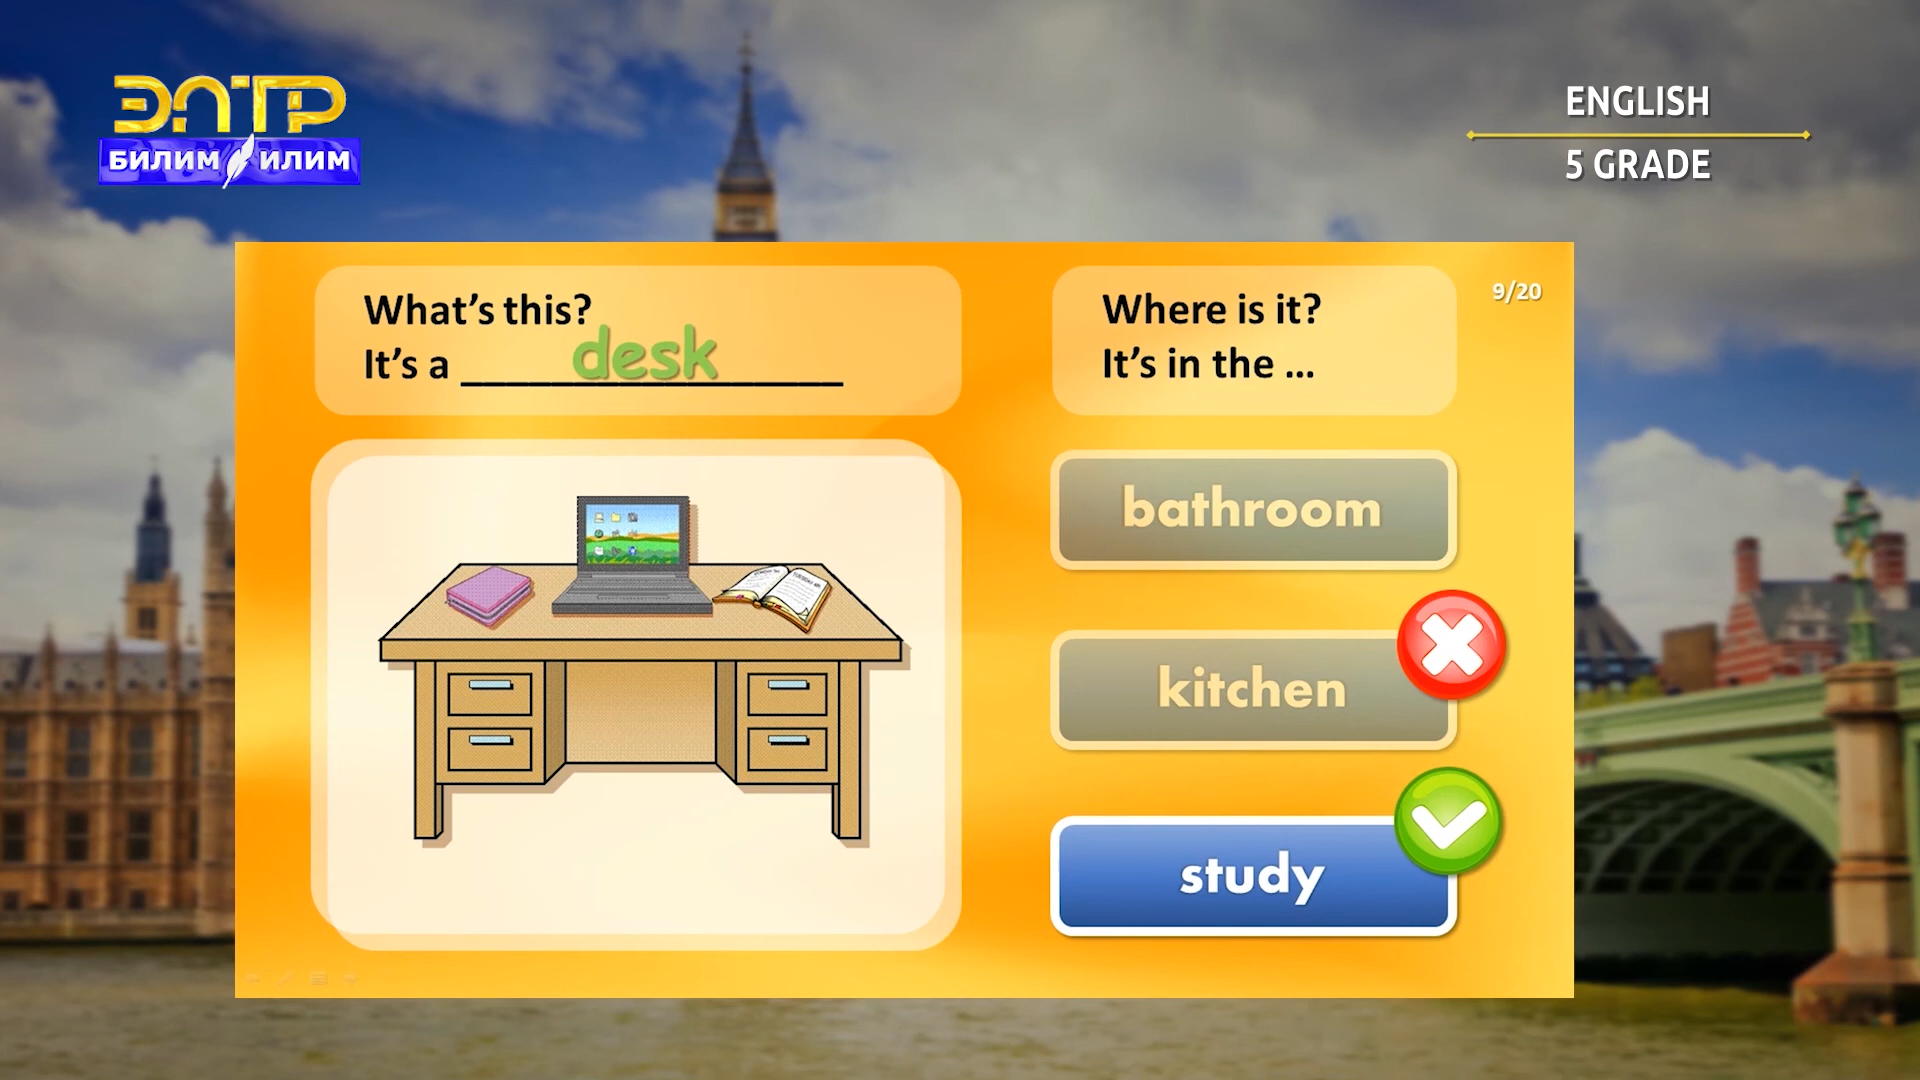 ЭЛТР
БИЛИМ ИЛИМ
ENGLISH
5 GRADE
What’s this?
It’s a desk
Where is it?
It’s in the ...
9/20
bathroom
kitchen
study